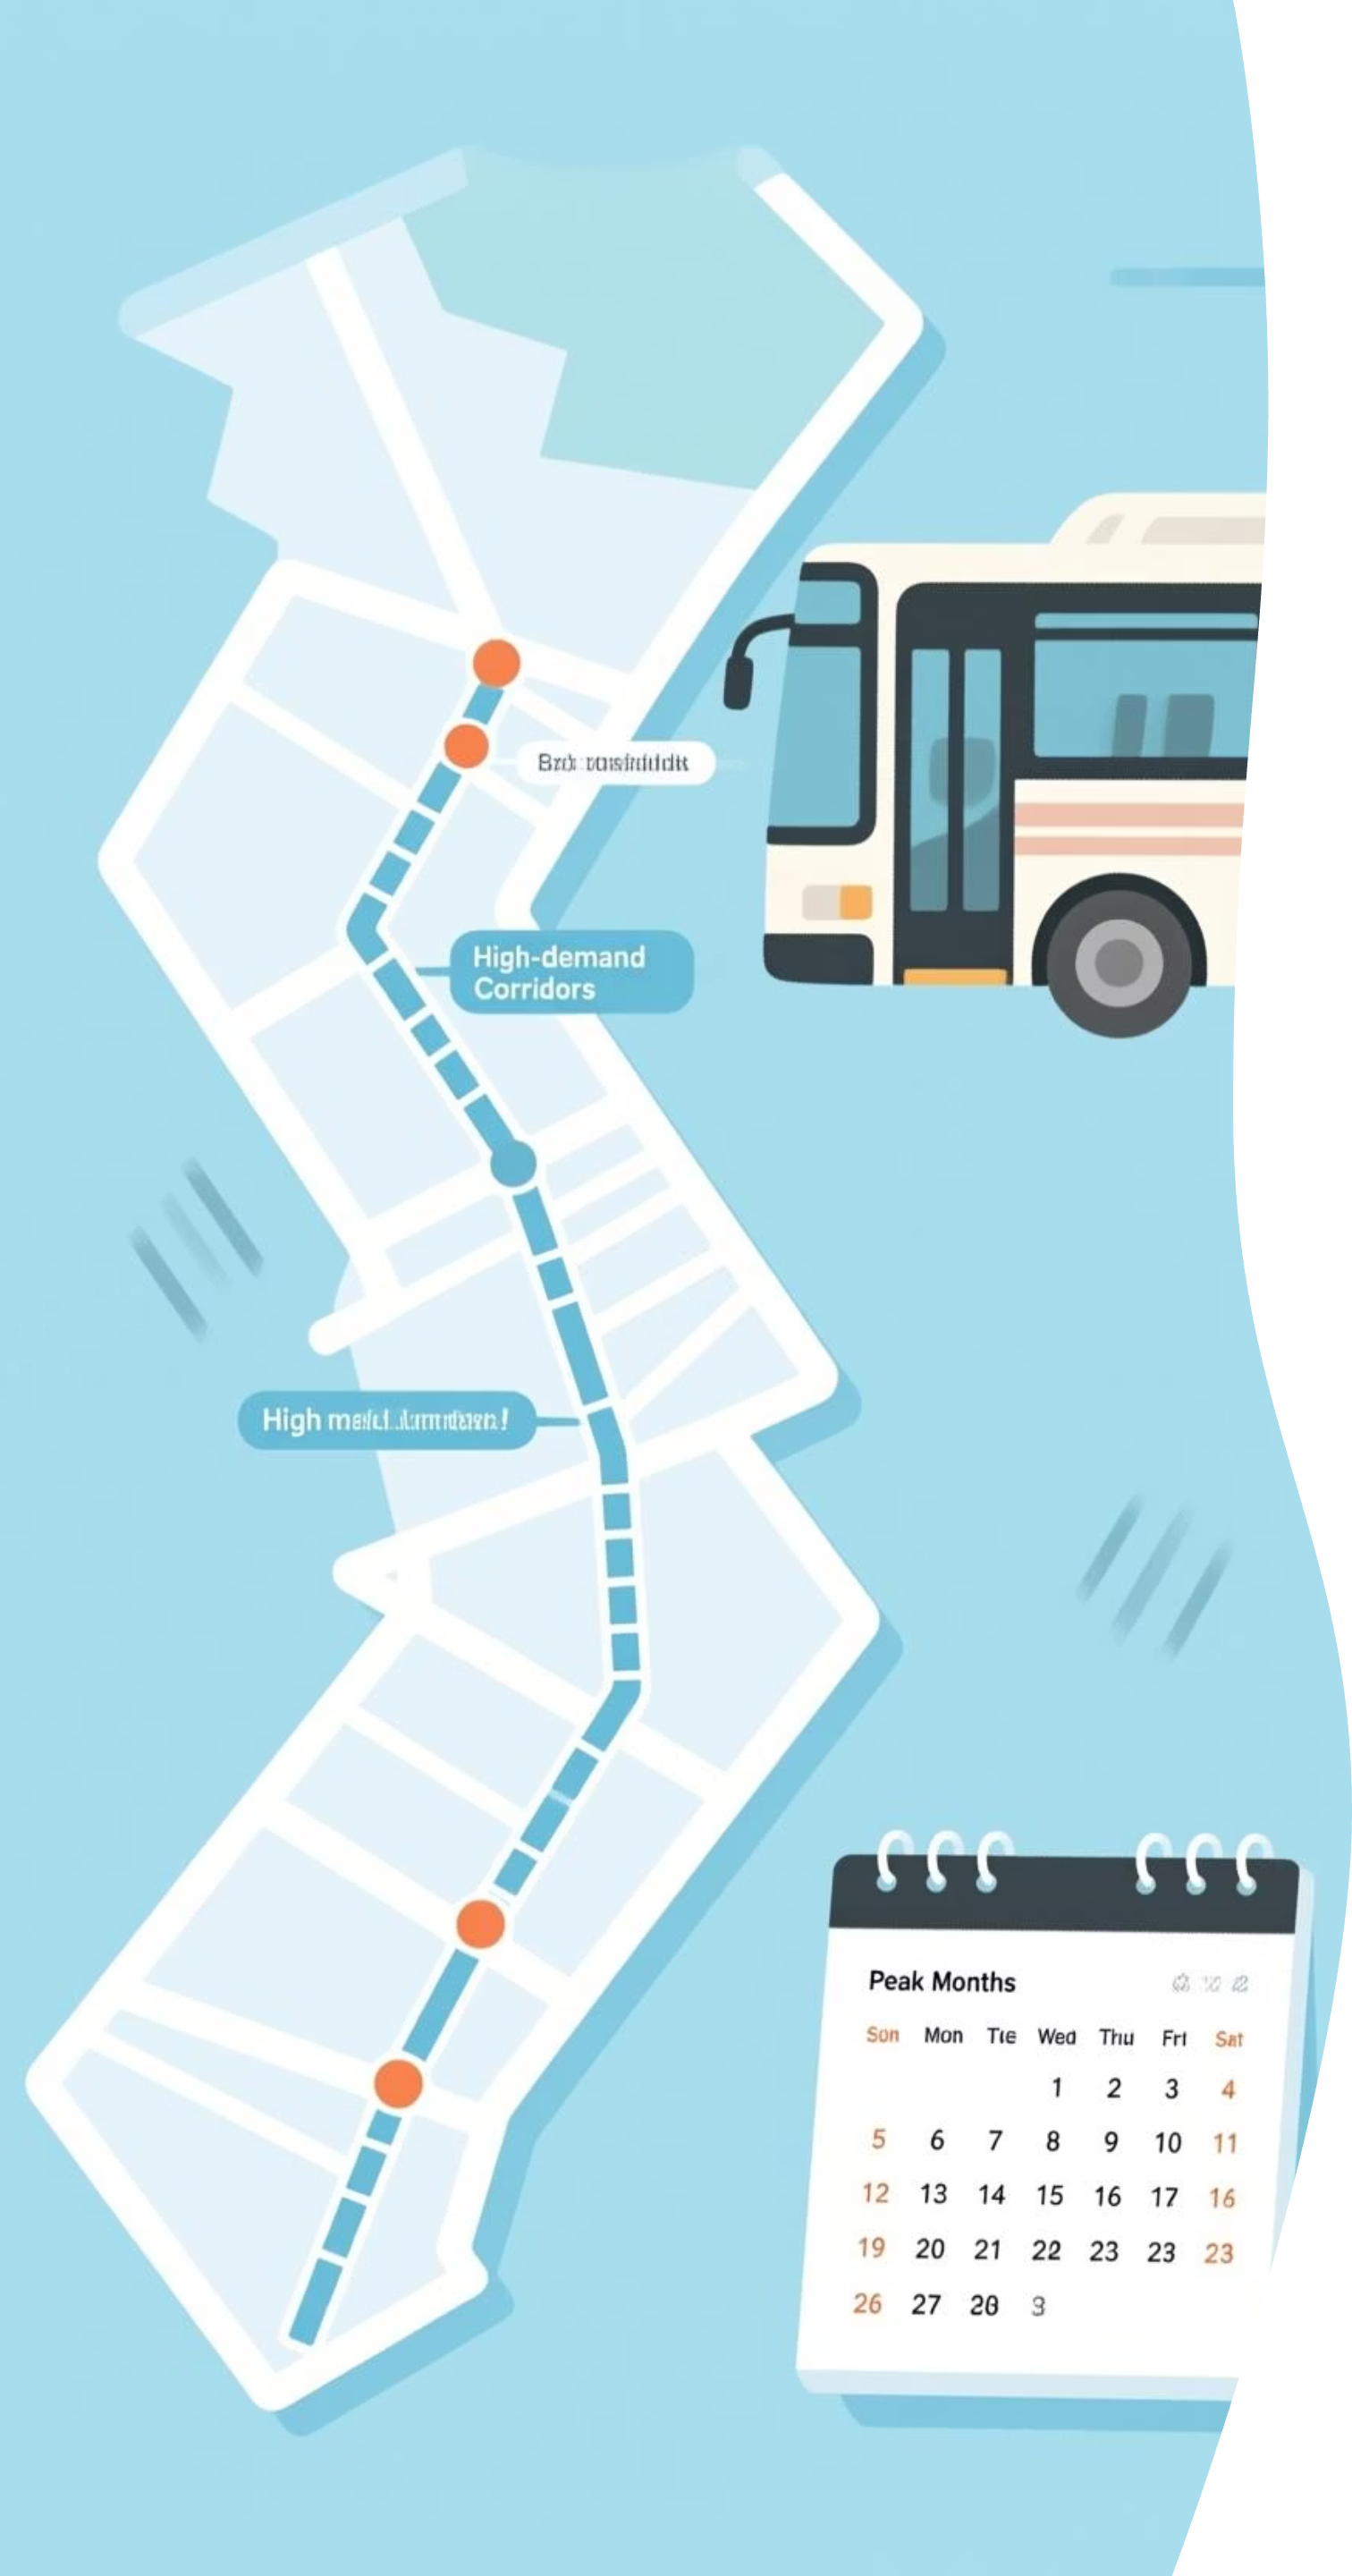 High-demand
Corridors
High
Peak Months
Son Mon Tie Wed Thu Fri Sat
1 2 3 4
5 6 7 8 9 10 11
12 13 14 15 16 17 16
19 20 21 22 23 23 23
26 27 28 3